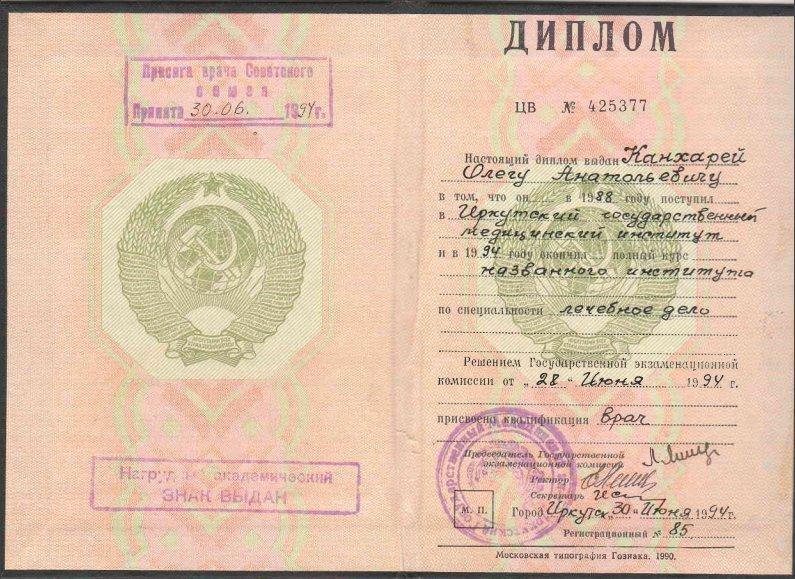 Присяга врача Советского
союза
Принята 30.06. 1994г.
Нагрудный академический
ЗНАК ВЫДАН
ДИПЛОМ
ЦВ № 425377
Настоящий диплом выдан Канхарей
Олегу Анатольевичу
в том, что он в 1988 году поступил
в Иркутский государственный
медицинский институт
и в 1994 году окончил полный курс
названного института
по специальности лечебное дело
Решением Государственной экзаменационной
комиссии от „28“ Июня 1994 г.
присвоена квалификация врач
Председатель Государственной
экзаменационной комиссии
Ректор
Секретарь
М. П.
Город Иркутск, 30 „ Июня 1994г.
Регистрационный № 85
Московская типография Гознака. 1990.